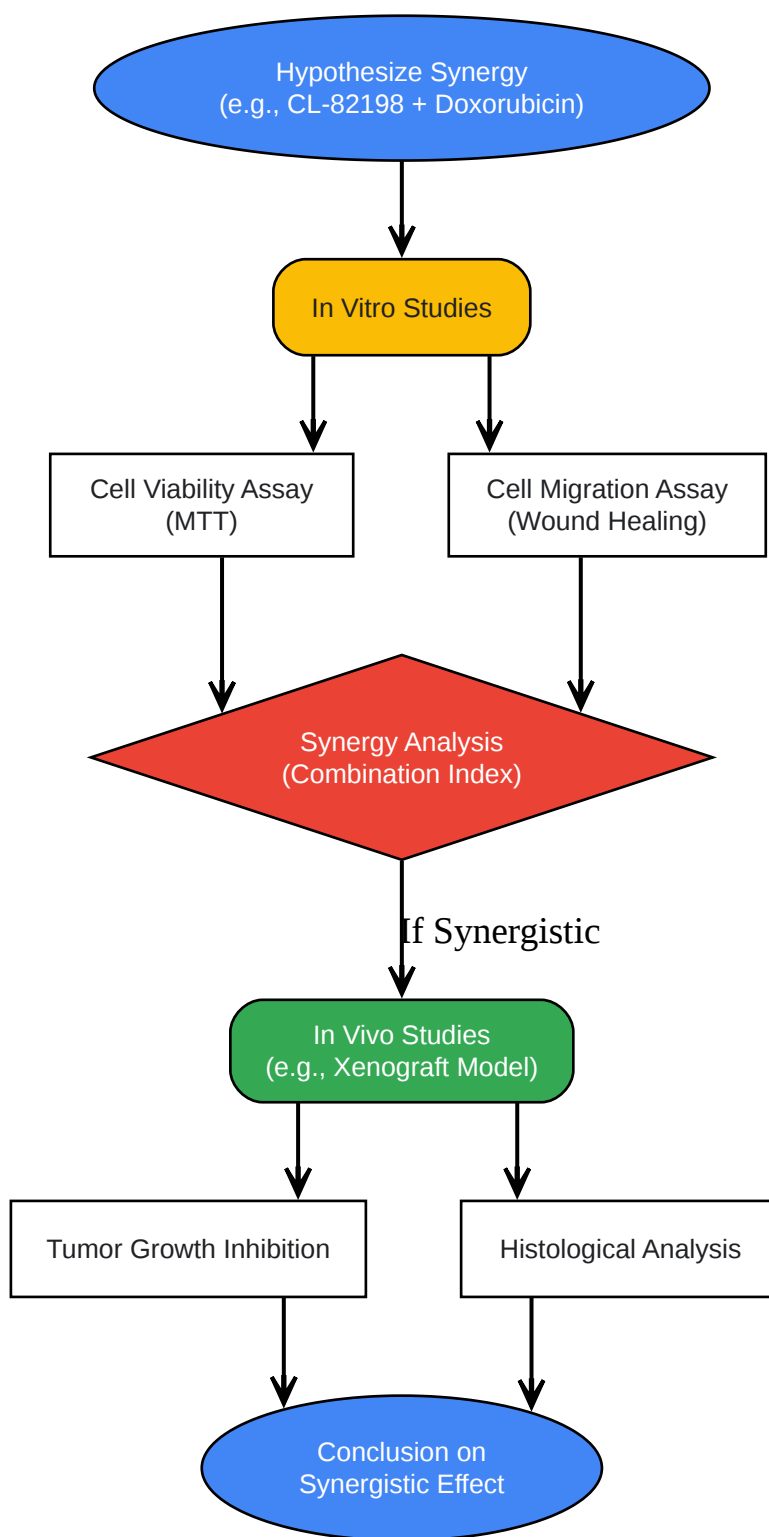 Hypothesize Synergy
(e.g., CL-82198 + Doxorubicin)
In Vitro Studies
Cell Viability Assay
(MTT)
Cell Migration Assay
(Wound Healing)
Synergy Analysis
(Combination Index)
If Synergistic
In Vivo Studies
(e.g., Xenograft Model)
Tumor Growth Inhibition
Histological Analysis
Conclusion on
Synergistic Effect